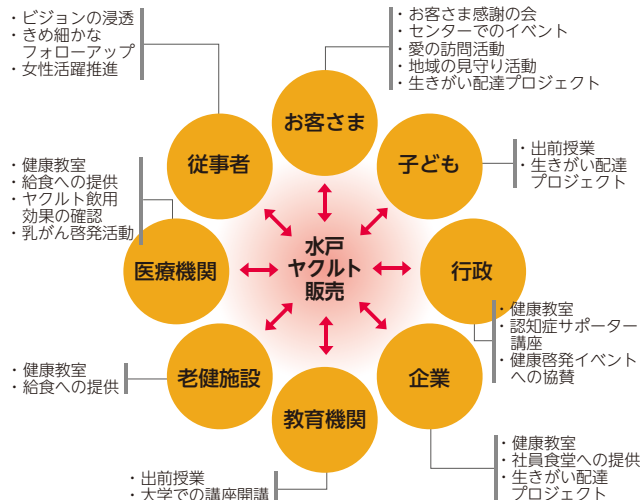 ・ビジョンの浸透
・きめ細かな
フォローアップ
・女性活躍推進
・お客さま感謝の会
・センターでのイベント
・愛の訪問活動
・地域の見守り活動
・生きがい配達プロジェクト
お客さま
従事者
子ども
・出前授業
・生きがい配達
プロジェクト
・健康教室
・給食への提供
・ヤクルト飲用
効果の確認
・乳がん啓発活動
医療機関
水戸
ヤクルト
販売
行政
・健康教室
・認知症サポーター
講座
・健康啓発イベント
への協賛
・健康教室
・給食への提供
老健施設
企業
教育機関
・健康教室
・社員食堂への提供
・生きがい配達
プロジェクト
・出前授業
・大学での講座開講